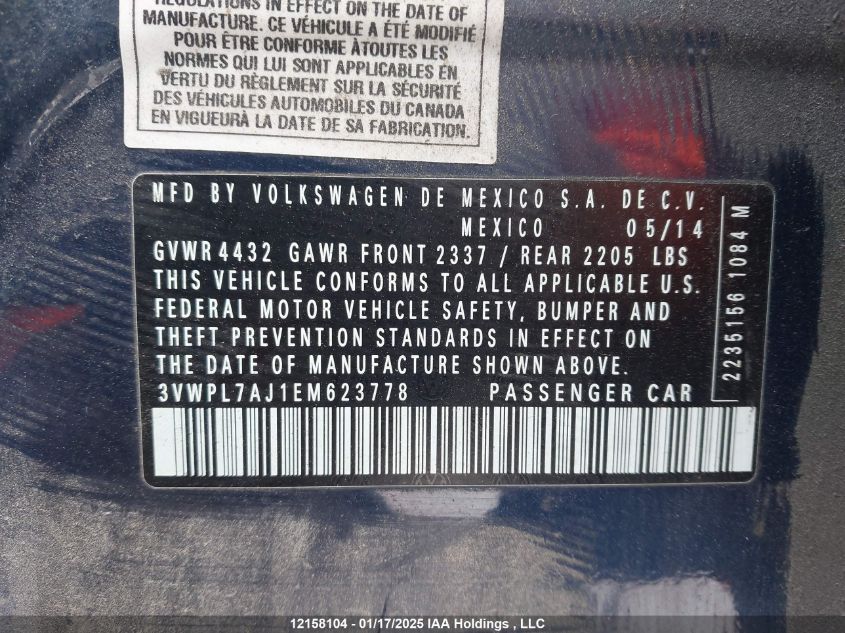 REGULATIONS IN EFFECT ON THE DATE OF
MANUFACTURE. CE VÉHICULE A ÉTÉ MODIFIÉ
POUR ÊTRE CONFORME ÀTOUTES LES
NORMES QUI LUI SONT APPLICABLES EN
VERTU DU RÈGLEMENT SUR LA SÉCURITÉ
DES VÉHICULES AUTOMOBILES DU CANADA
EN VIGUEURÀ LA DATE DE SA FABRICATION.
MFD BY VOLKSWAGEN DE MEXICO S.A. DE C.V.
MEXICO 05/14
GVWR 4432 GAWR FRONT 2337 / REAR 2205 LBS
THIS VEHICLE CONFORMS TO ALL APPLICABLE U.S.
FEDERAL MOTOR VEHICLE SAFETY, BUMPER AND
THEFT PREVENTION STANDARDS IN EFFECT ON
THE DATE OF MANUFACTURE SHOWN ABOVE.
3VWPL7AJ1EM623778 PASSENGER CAR
2235156 1084 M
12158104 - 01/17/2025 IAA Holdings , LLC